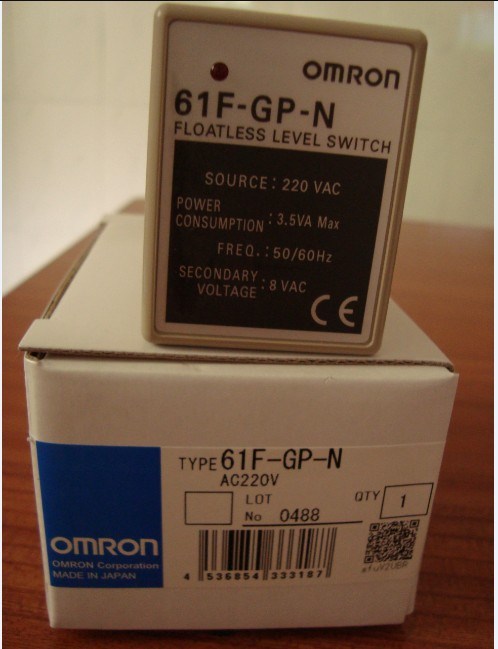 OMRON
61F-GP-N
FLOATLESS LEVEL SWITCH
SOURCE: 220 VAC
POWER
CONSUMPTION : 3.5VA Max
FREQ.: 50/60Hz
SECONDARY
VOLTAGE : 8 VAC
CE
TYPE 61F-GP-N
AC220V
LOT
No 0488
QTY 1
4 536854 333187
OMRON
OMRON Corporation
MADE IN JAPAN